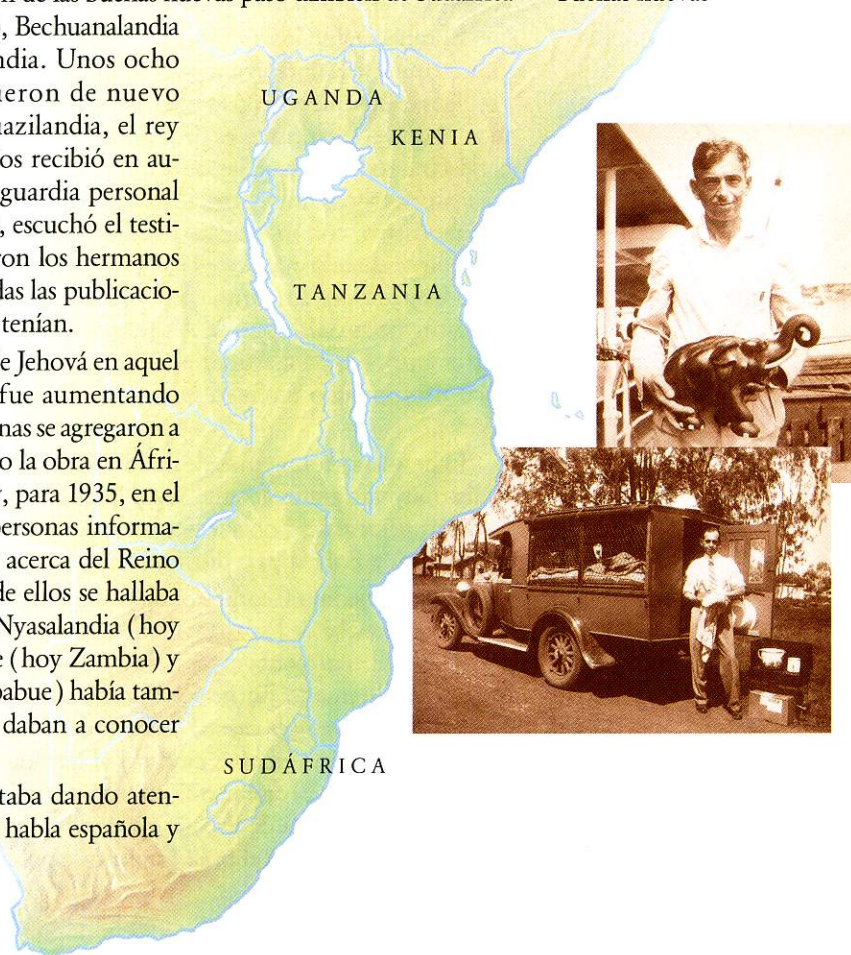 , Bechuanalandia
ndia. Unos ocho
eron de nuevo
uazilandia, el rey
os recibió en au-
guardia personal
, escuchó el testi-
ron los hermanos
das las publicacio-
tenían.
e Jehová en aquel
fue aumentando
nas se agregaron a
o la obra en Áfri-
, para 1935, en el
personas informa-
acerca del Reino
de ellos se hallaba
Nyasalandia (hoy
e (hoy Zambia) y
babue) había tam-
daban a conocer
taba dando aten-
habla española y
UGANDA
KENIA
TANZANIA
SUDÁFRICA